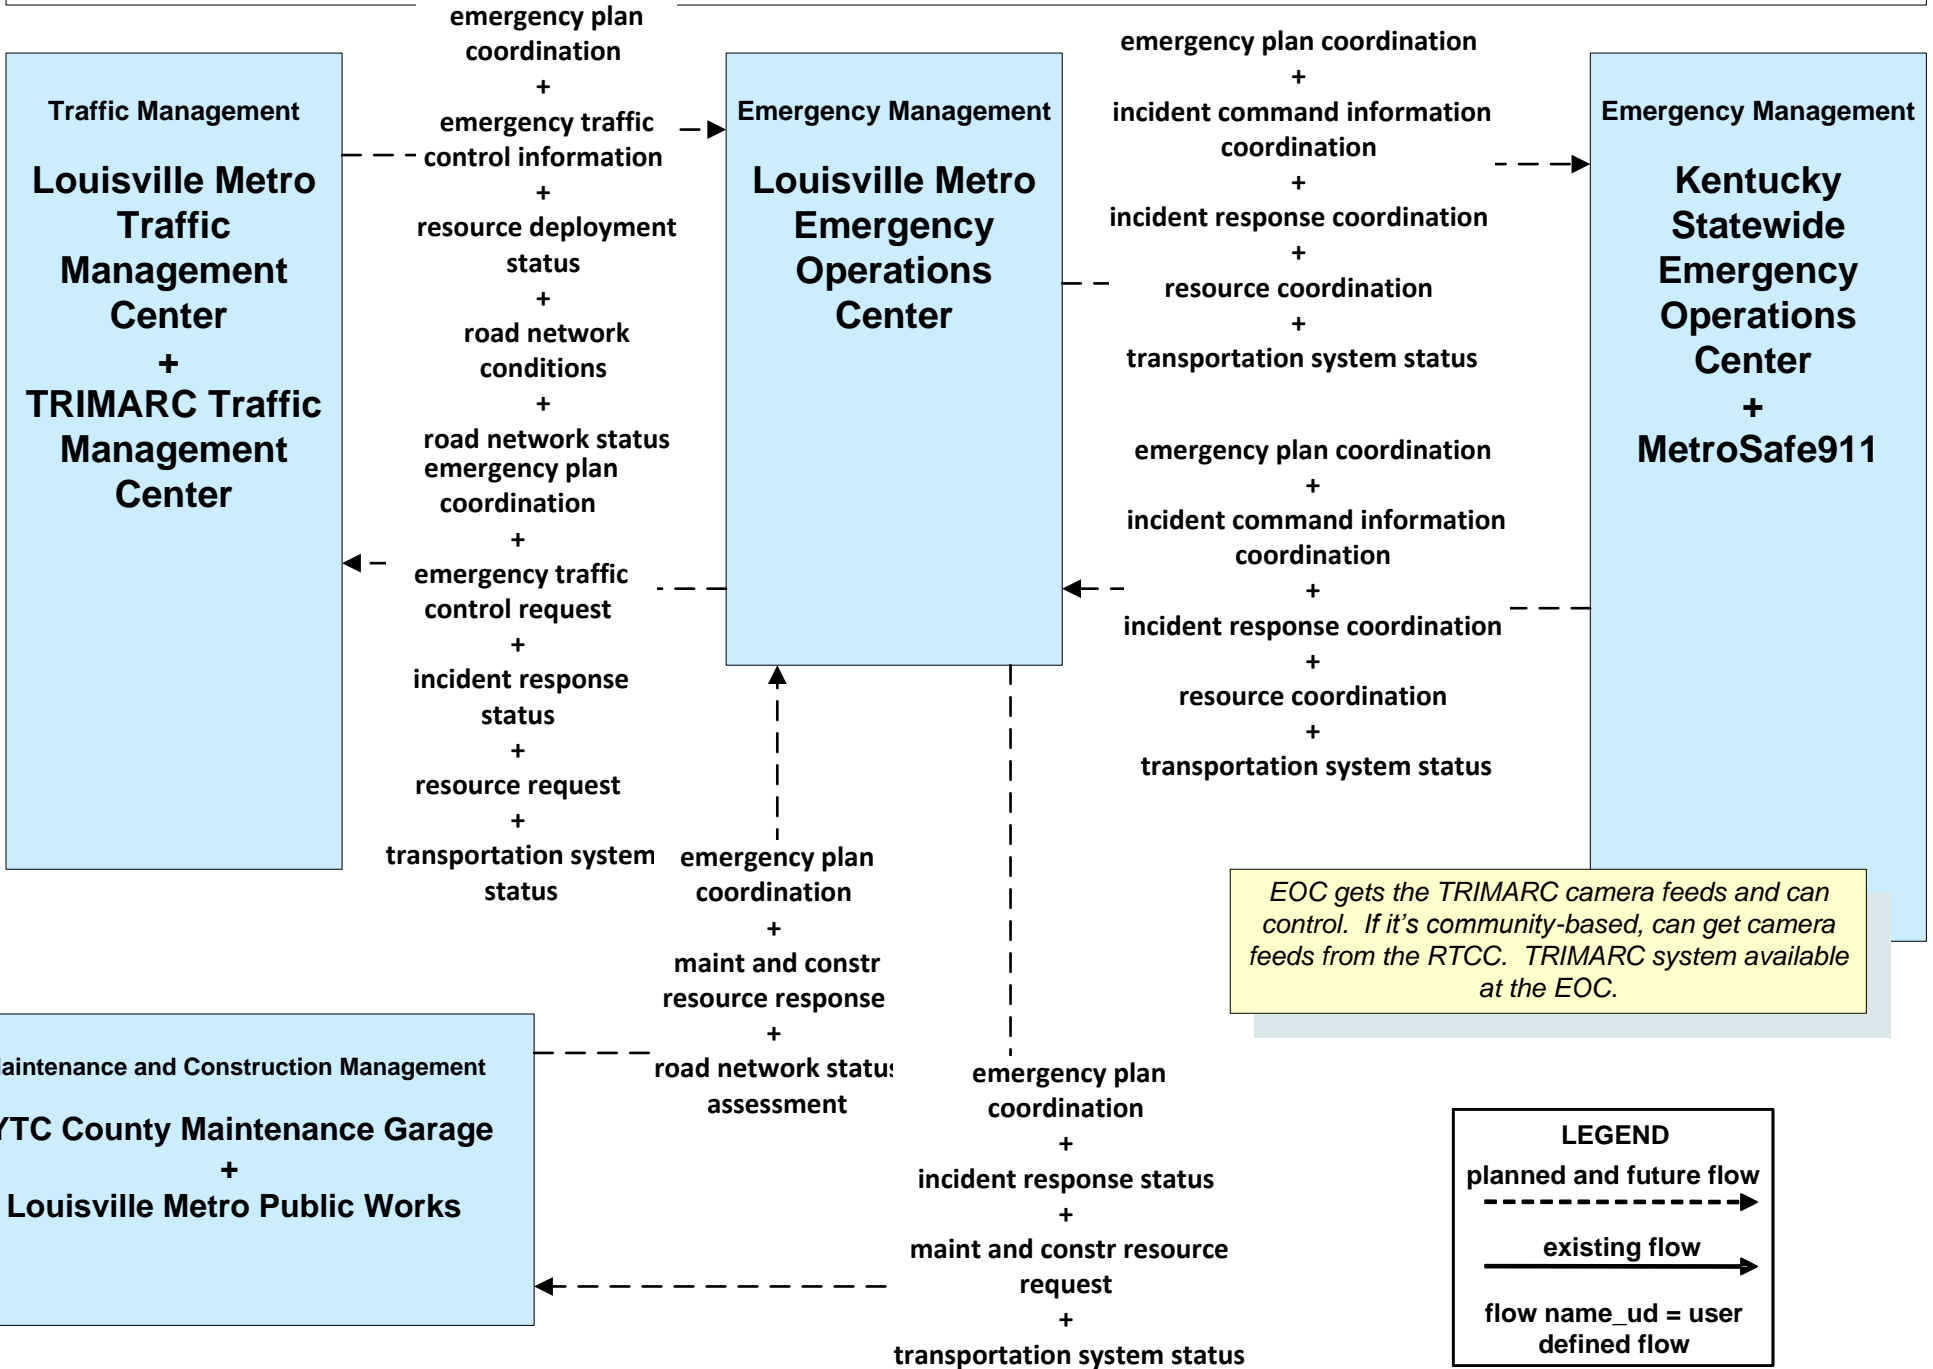 Traffic Management
Louisville Metro
Traffic
Management
Center
+
TRIMARC Traffic
Management
Center
emergency plan
coordination
+
emergency traffic
control information
+
resource deployment
status
+
road network
conditions
+
road network status
emergency plan
coordination
+
emergency traffic
control request
+
incident response
status
+
resource request
+
transportation system
status
Emergency Management
Louisville Metro
Emergency
Operations
Center
emergency plan coordination
+
incident command information
coordination
+
incident response coordination
+
resource coordination
+
transportation system status
emergency plan coordination
+
incident command information
coordination
+
incident response coordination
+
resource coordination
+
transportation system status
Emergency Management
Kentucky
Statewide
Emergency
Operations
Center
+
MetroSafe911
emergency plan
coordination
+
maint and constr
resource response
+
road network status
assessment
EOC gets the TRIMARC camera feeds and can
control. If it's community-based, can get camera
feeds from the RTCC. TRIMARC system available
at the EOC.
aintenance and Construction Management
YTC County Maintenance Garage
+
Louisville Metro Public Works
emergency plan
coordination
+
incident response status
+
maint and constr resource
request
+
transportation system status
LEGEND
planned and future flow
existing flow
flow name_ud = user
defined flow